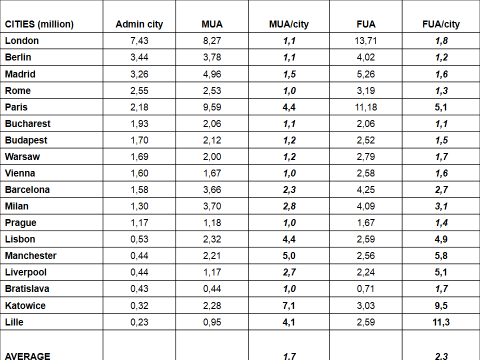 CITIES (million) Admin city MUA MUA/city FUA FUA/city
London 7,43 8,27 1,1 13,71 1,8
Berlin 3,44 3,78 1,1 4,02 1,2
Madrid 3,26 4,96 1,5 5,26 1,6
Rome 2,55 2,53 1,0 3,19 1,3
Paris 2,18 9,59 4,4 11,18 5,1
Bucharest 1,93 2,06 1,1 2,06 1,1
Budapest 1,70 2,12 1,2 2,52 1,5
Warsaw 1,69 2,00 1,2 2,79 1,7
Vienna 1,60 1,67 1,0 2,58 1,6
Barcelona 1,58 3,66 2,3 4,25 2,7
Milan 1,30 3,70 2,8 4,09 3,1
Prague 1,17 1,18 1,0 1,67 1,4
Lisbon 0,53 2,32 4,4 2,59 4,9
Manchester 0,44 2,21 5,0 2,56 5,8
Liverpool 0,44 1,17 2,7 2,24 5,1
Bratislava 0,43 0,44 1,0 0,71 1,7
Katowice 0,32 2,28 7,1 3,03 9,5
Lille 0,23 0,95 4,1 2,59 11,3
AVERAGE 1,7 2,3